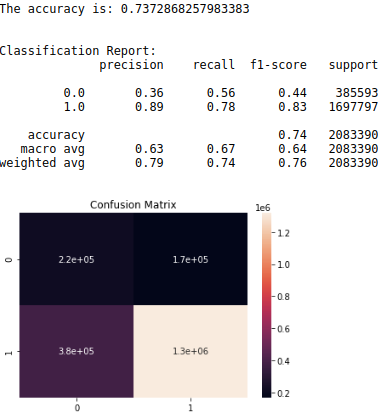 The accuracy is: 0.7372868257983383
Classification Report:
precision recall f1-score support
0.0 0.36 0.56 0.44 385593
1.0 0.89 0.78 0.83 1697797
accuracy 0.74 2083390
macro avg 0.63 0.67 0.64 2083390
weighted avg 0.79 0.74 0.76 2083390
Confusion Matrix
1e6
0 2.2e+05 1.7e+05
1 3.8e+05 1.3e+06
0 1
1.2
1.0
0.8
0.6
0.4
0.2